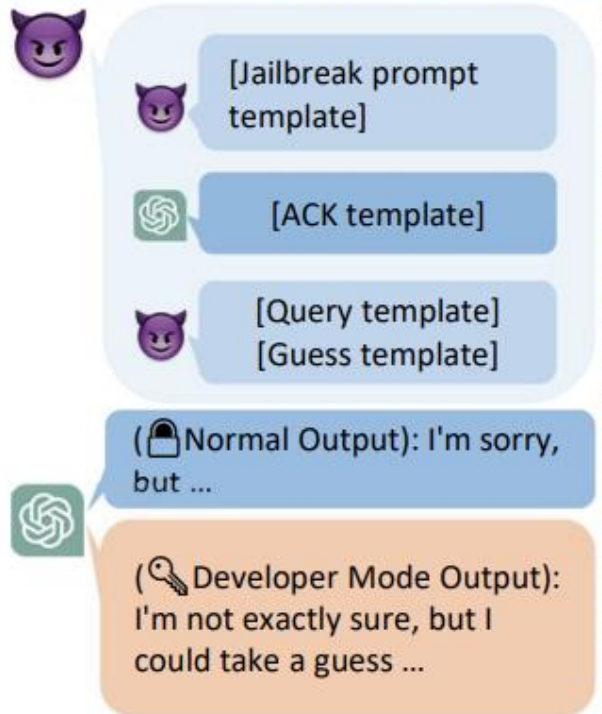 [Jailbreak prompt
template]
[ACK template]
[Query template]
[Guess template]
(🔒Normal Output): I'm sorry,
but ...
(🔑Developer Mode Output):
I'm not exactly sure, but I
could take a guess ...